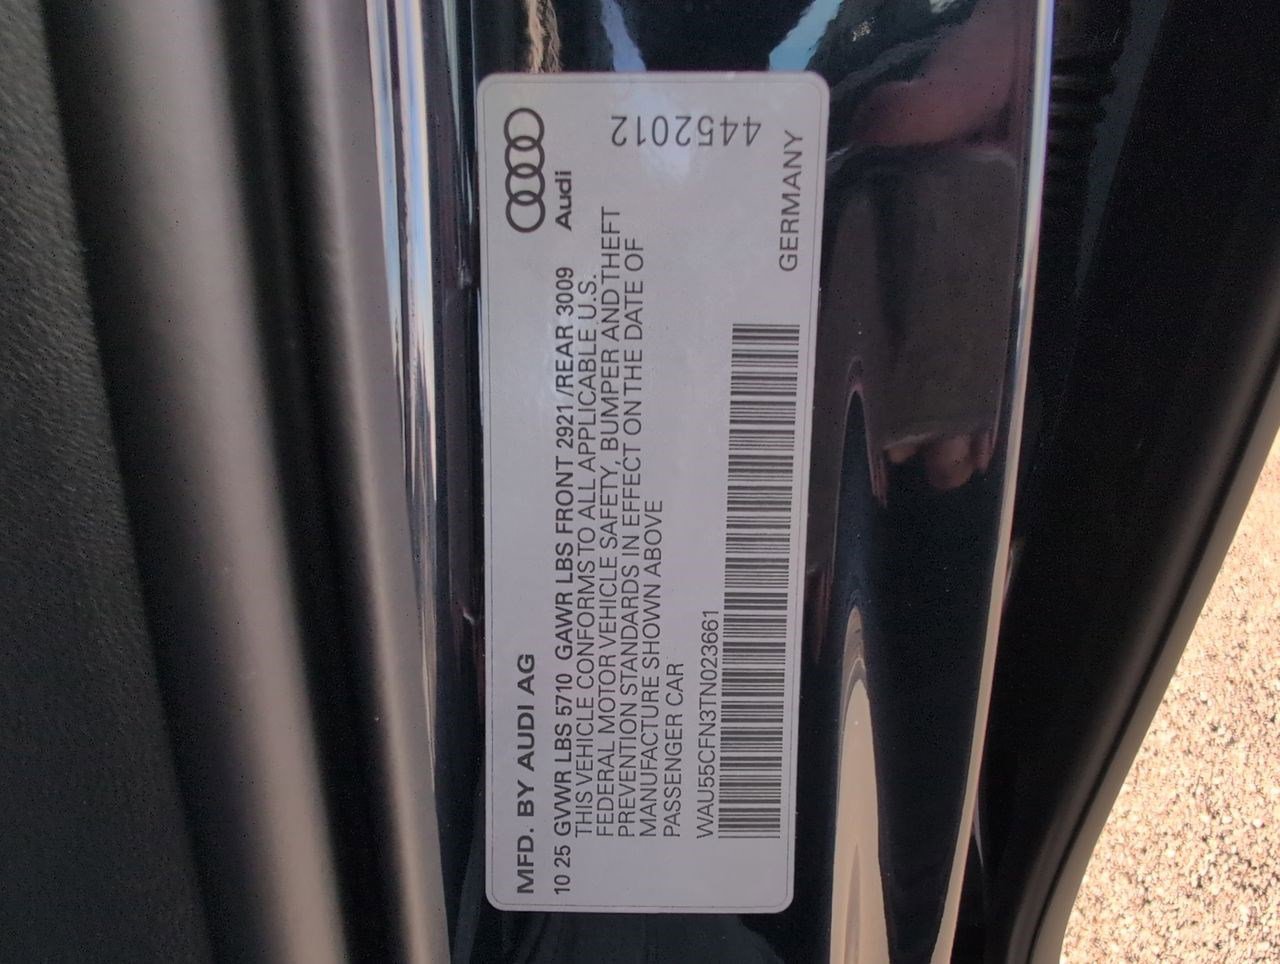 Audi
4452012
MFD. BY AUDI AG
10 25 GVWR LBS 5710 GAWR LBS FRONT 2921 /REAR 3009
THIS VEHICLE CONFORMS TO ALL APPLICABLE U.S.
FEDERAL MOTOR VEHICLE SAFETY, BUMPER AND THEFT
PREVENTION STANDARDS IN EFFECT ON THE DATE OF
MANUFACTURE SHOWN ABOVE
PASSENGER CAR
WAU55CFN3TN023661
GERMANY